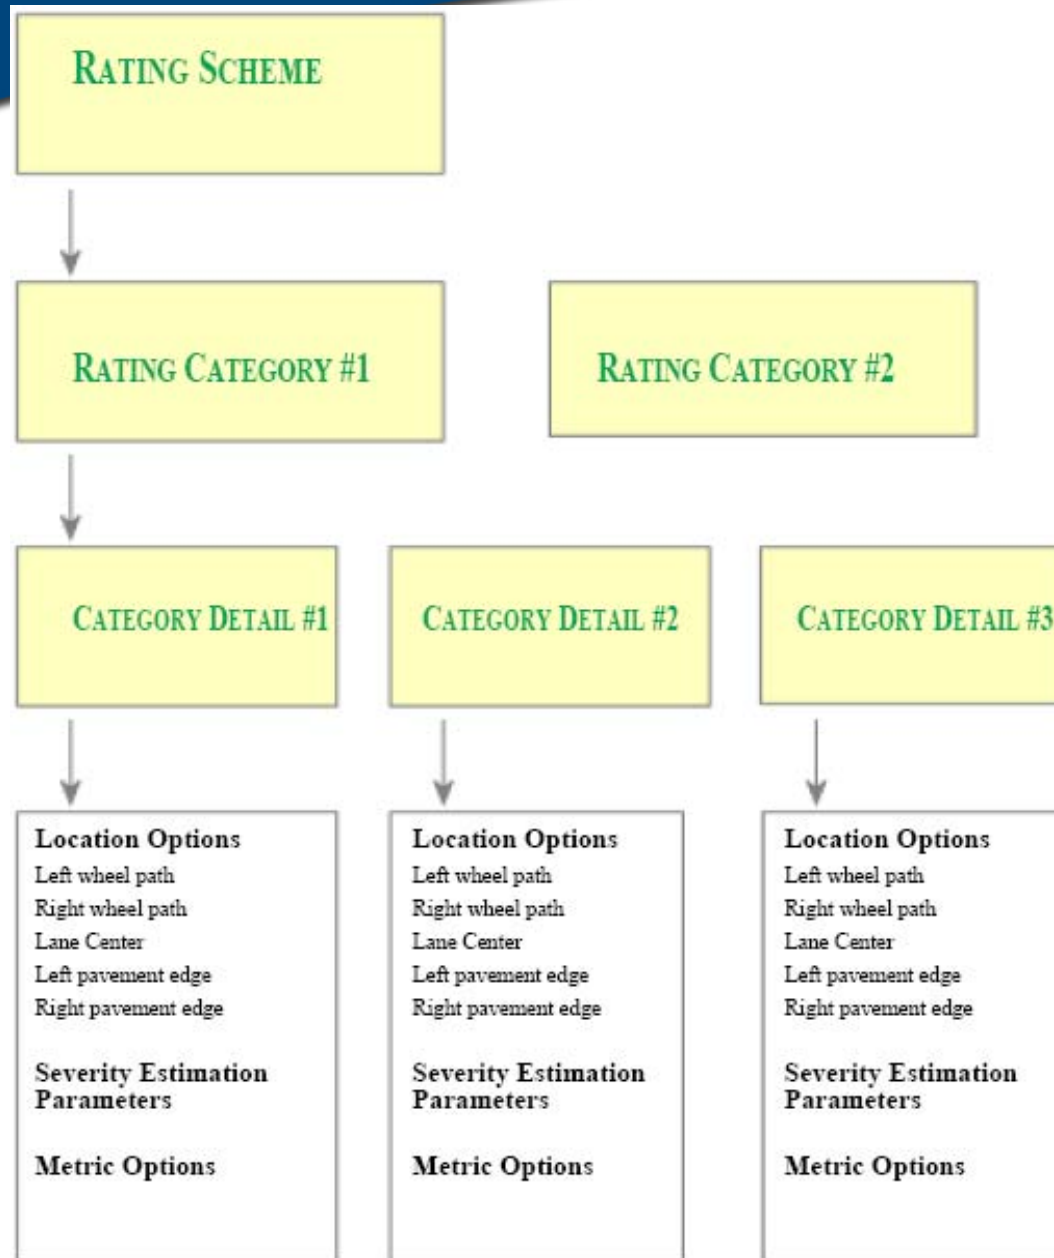 RATING SCHEME
RATING CATEGORY #1
RATING CATEGORY #2
CATEGORY DETAIL #1
CATEGORY DETAIL #2
CATEGORY DETAIL #3
Location Options
Left wheel path
Right wheel path
Lane Center
Left pavement edge
Right pavement edge
Severity Estimation
Parameters
Metric Options
Location Options
Left wheel path
Right wheel path
Lane Center
Left pavement edge
Right pavement edge
Severity Estimation
Parameters
Metric Options
Location Options
Left wheel path
Right wheel path
Lane Center
Left pavement edge
Right pavement edge
Severity Estimation
Parameters
Metric Options